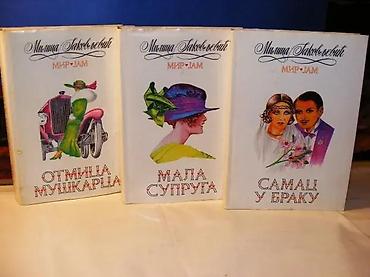 Милица Јаковљевић
МИР-ЈАМ
ОТМИЦА
МУШКАРЦА
Милица Јаковљевић
МИР-ЈАМ
МАЛА
СУПРУГА
Милица Јаковљевић
МИР-ЈАМ
САМАЦ
У БРАКУ